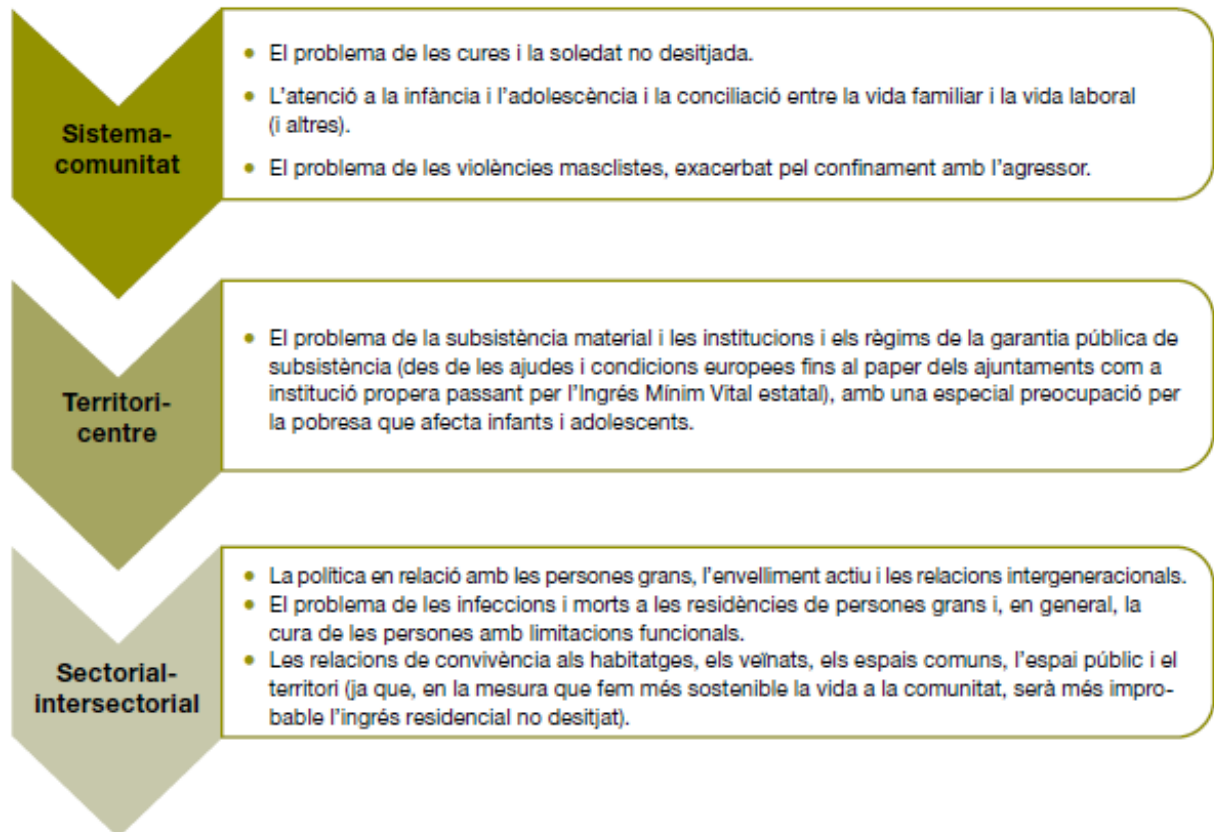 Sistema-
comunitat
• El problema de les cures i la soledat no desitjada.
• L'atenció a la infància i l'adolescència i la conciliació entre la vida familiar i la vida laboral
(i altres).
• El problema de les violències masclistes, exacerbat pel confinament amb l'agressor.
Territori-
centre
• El problema de la subsistència material i les institucions i els règims de la garantia pública de
subsistència (des de les ajudes i condicions europees fins al paper dels ajuntaments com a
institució propera passant per l'Ingrés Mínim Vital estatal), amb una especial preocupació per
la pobresa que afecta infants i adolescents.
Sectorial-
intersectorial
• La política en relació amb les persones grans, l'envelliment actiu i les relacions intergeneracionals.
• El problema de les infeccions i morts a les residències de persones grans i, en general, la
cura de les persones amb limitacions funcionals.
• Les relacions de convivència als habitatges, els veïnats, els espais comuns, l'espai públic i el
territori (ja que, en la mesura que fem més sostenible la vida a la comunitat, serà més impro-
bable l'ingrés residencial no desitjat).